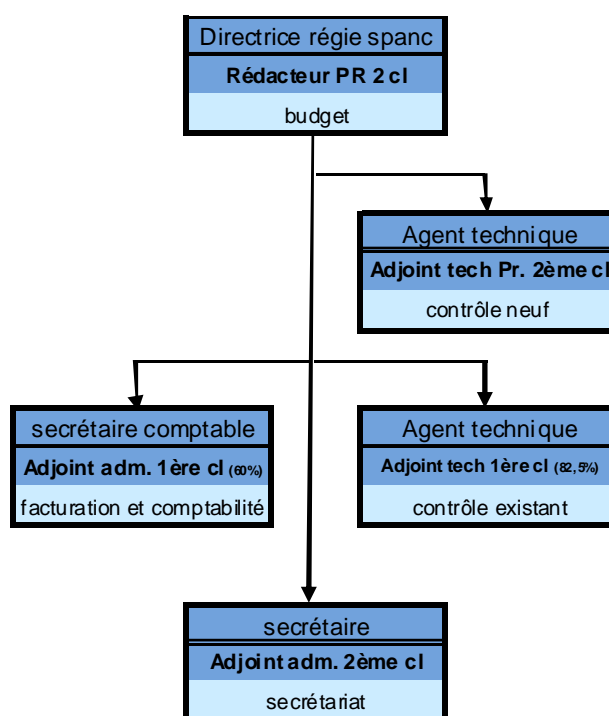 Directrice régie spanc
Rédacteur PR 2 cl
budget
Agent technique
Adjoint tech Pr. 2ème cl
contrôle neuf
secrétaire comptable
Adjoint adm. 1ère cl (60%)
facturation et comptabilité
Agent technique
Adjoint tech 1ère cl (82,5%)
contrôle existant
secrétaire
Adjoint adm. 2ème cl
secrétariat